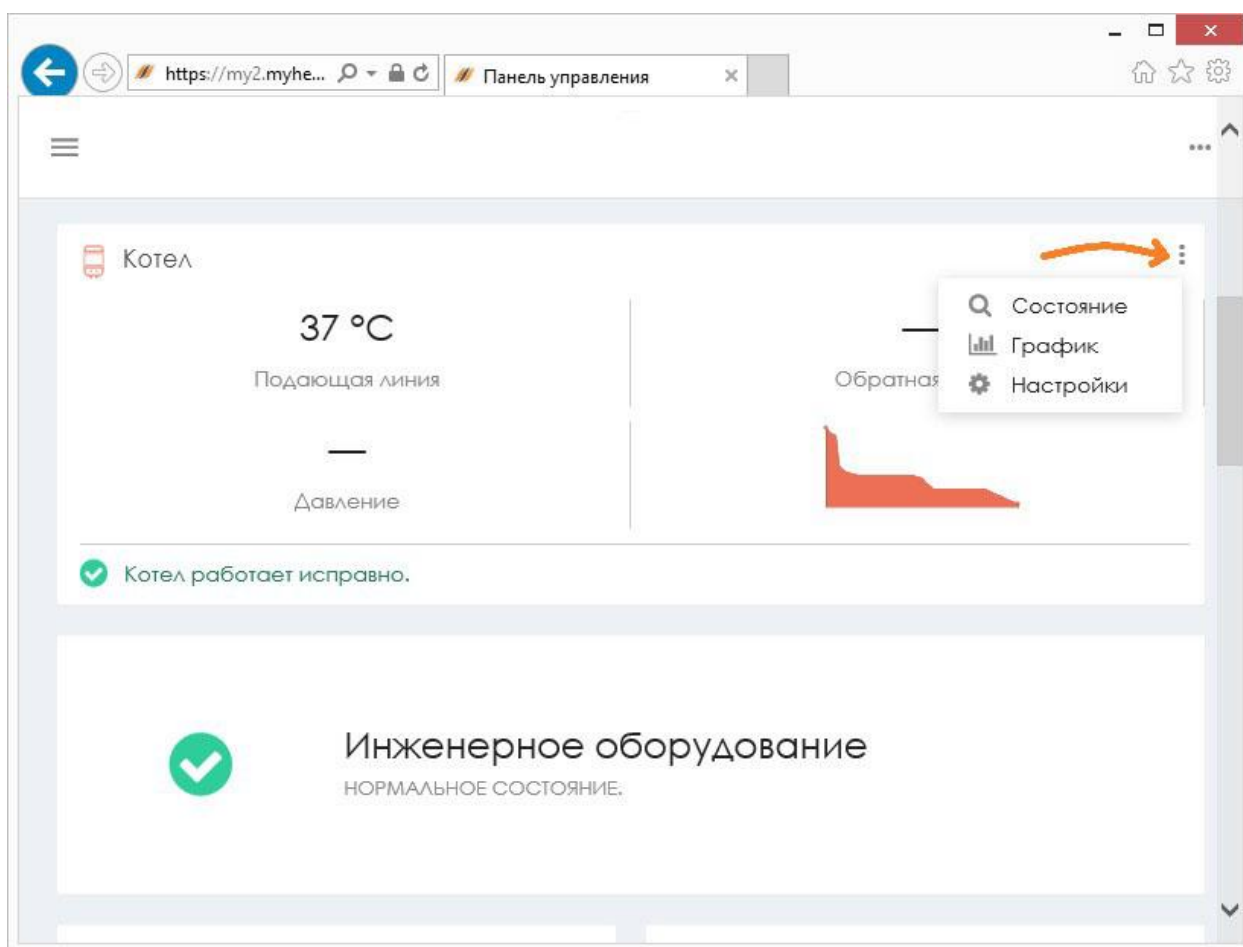 https://my2.myhe...
Панель управления
Котел
37 °C
Подающая линия
—
Обратная
Состояние
График
Настройки
—
Давление
Котел работает исправно.
Инженерное оборудование
НОРМАЛЬНОЕ СОСТОЯНИЕ.